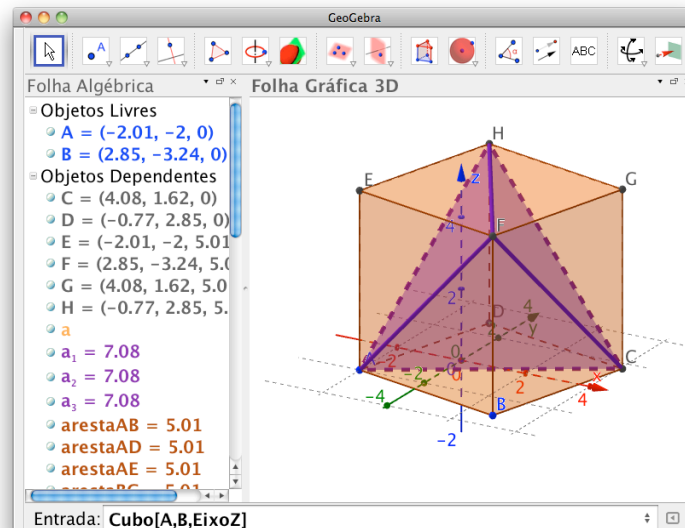 GeoGebra
A
ABC
Folha Algébrica
Objetos Livres
A = (-2.01, -2, 0)
B = (2.85, -3.24, 0)
Objetos Dependentes
C = (4.08, 1.62, 0)
D = (-0.77, 2.85, 0)
E = (-2.01, -2, 5.01
F = (2.85, -3.24, 5.0
G = (4.08, 1.62, 5.0
H = (-0.77, 2.85, 5.
a
a₁ = 7.08
a₂ = 7.08
a₃ = 7.08
arestaAB = 5.01
arestaAD = 5.01
arestaAE = 5.01
Folha Gráfica 3D
H
E
z
G
F
4
2
D
4
y
0
0
A
-2
C
-2
0
x
2
4
-4
B
-2
Entrada: Cubo[A,B,EixoZ]